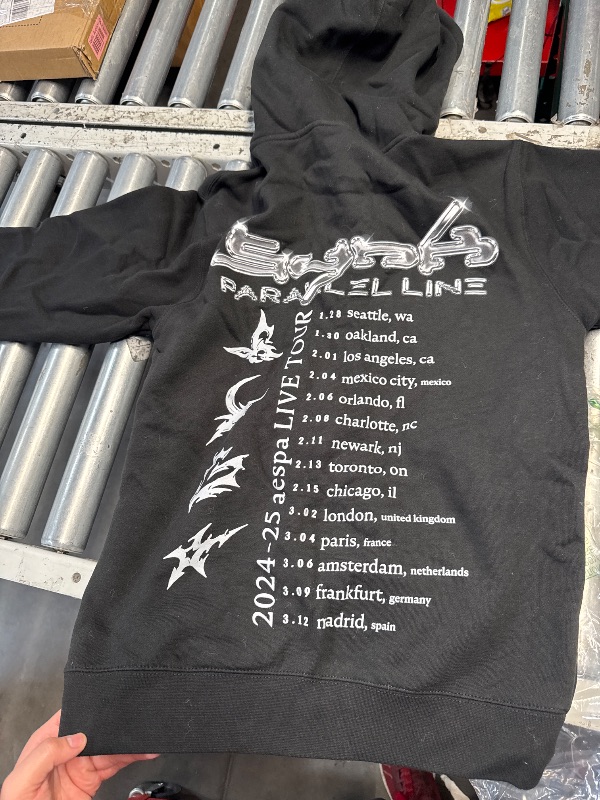 Synk
PARALLEL LINE
2024-25 aespa LIVE TOUR
1.28 seattle, wa
1.30 oakland, ca
2.01 los angeles, ca
2.04 mexico city, mexico
2.06 orlando, fl
2.08 charlotte, nc
2.11 newark, nj
2.13 toronto, on
2.15 chicago, il
3.02 london, united kingdom
3.04 paris, france
3.06 amsterdam, netherlands
3.09 frankfurt, germany
3.12 nadrid, spain